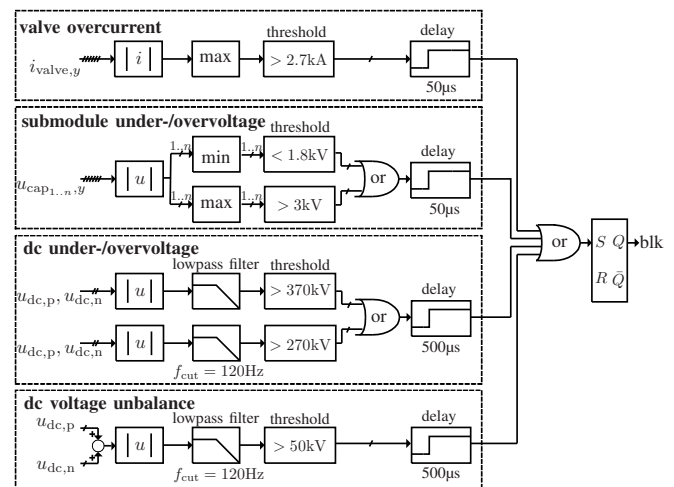 valve overcurrent
i_valve,y
|i|
max
threshold
> 2.7kA
delay
50μs
submodule under-/overvoltage
u_cap1..n,y
|u|
1..n
min
1..n
threshold
< 1.8kV
1..n
max
1..n
> 3kV
or
delay
50μs
dc under-/overvoltage
u_dc,p, u_dc,n
|u|
lowpass filter
threshold
> 370kV
u_dc,p, u_dc,n
|u|
f_cut = 120Hz
> 270kV
or
delay
500μs
dc voltage unbalance
u_dc,p
+
+
u_dc,n
|u|
lowpass filter
f_cut = 120Hz
threshold
> 50kV
delay
500μs
or
S Q
R Q̄
blk